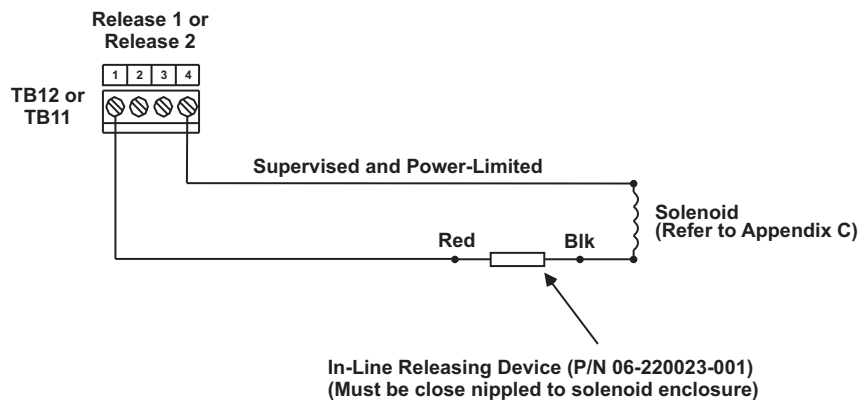 Release 1 or
Release 2
1 2 3 4
TB12 or
TB11
Supervised and Power-Limited
Solenoid
(Refer to Appendix C)
Red Blk
In-Line Releasing Device (P/N 06-220023-001)
(Must be close nippled to solenoid enclosure)